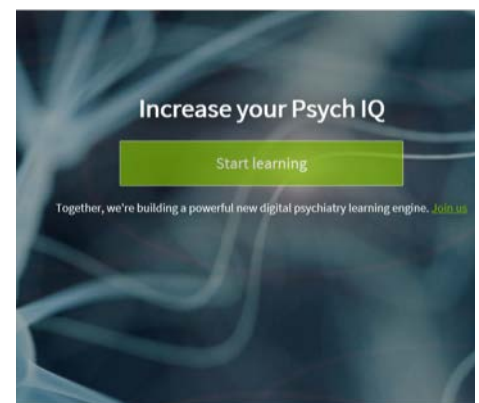 Increase your Psych IQ
Start learning
Together, we're building a powerful new digital psychiatry learning engine. Join us